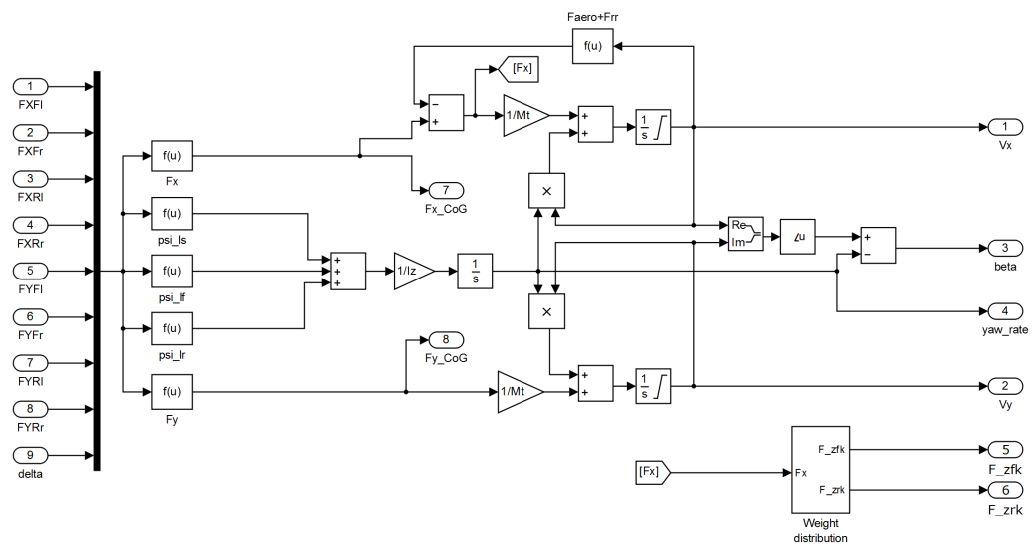 Faero+Frr
f(u)
[Fx]
1
FXFl
2
FXFr
3
FXRl
4
FXRr
5
FYFl
6
FYFr
7
FYRl
8
FYRr
9
delta
f(u)
Fx
f(u)
psi_ls
f(u)
psi_lf
f(u)
psi_lr
f(u)
Fy
−
+
1/Mt
+
+
1
s
1
Vx
7
Fx_CoG
×
Re
Im
∠u
+
−
3
beta
+
+
+
1/Iz
1
s
×
4
yaw_rate
8
Fy_CoG
1/Mt
+
+
1
s
2
Vy
[Fx]
Fx
F_zfk
F_zrk
Weight
distribution
5
F_zfk
6
F_zrk